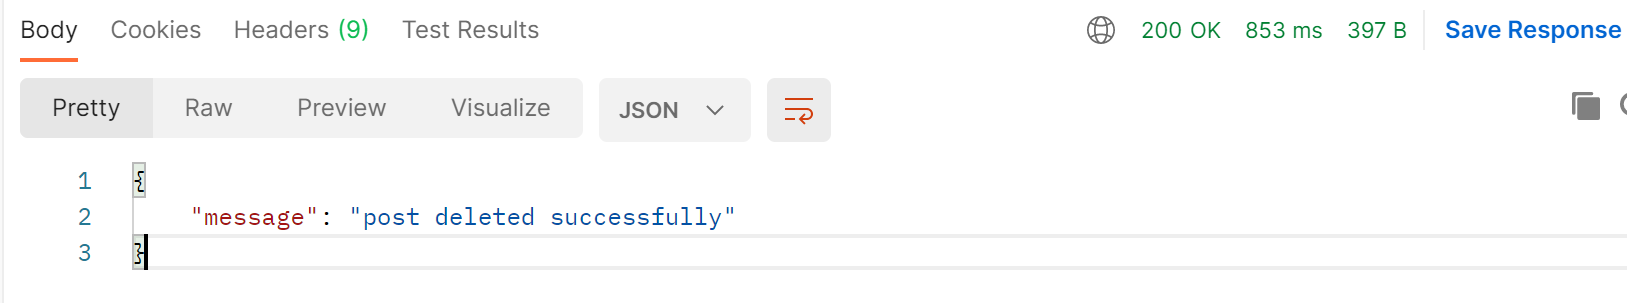 Body Cookies Headers (9) Test Results 200 OK 853 ms 397 B Save Response
Pretty Raw Preview Visualize JSON
1 {
2 "message": "post deleted successfully"
3 }